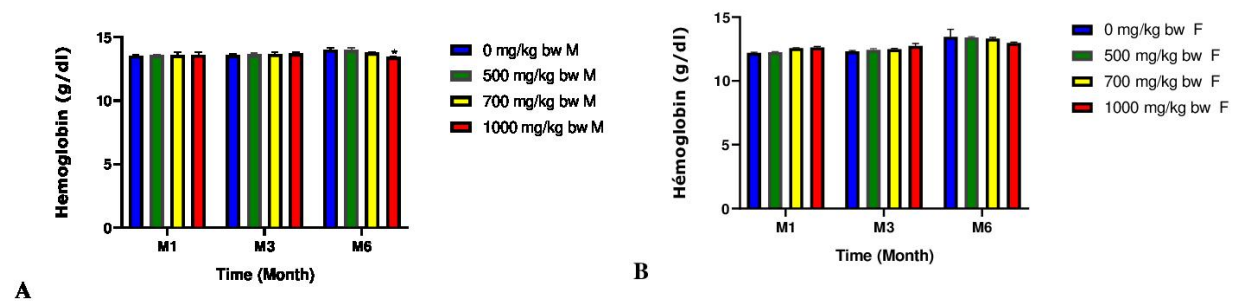 15
10
5
0
Hemoglobin (g/dl)
*
M1 M3 M6
Time (Month)
0 mg/kg bw M
500 mg/kg bw M
700 mg/kg bw M
1000 mg/kg bw M
A
15
10
5
0
Hémoglobin (g/dl)
M1 M3 M6
Time (Month)
0 mg/kg bw F
500 mg/kg bw F
700 mg/kg bw F
1000 mg/kg bw F
B